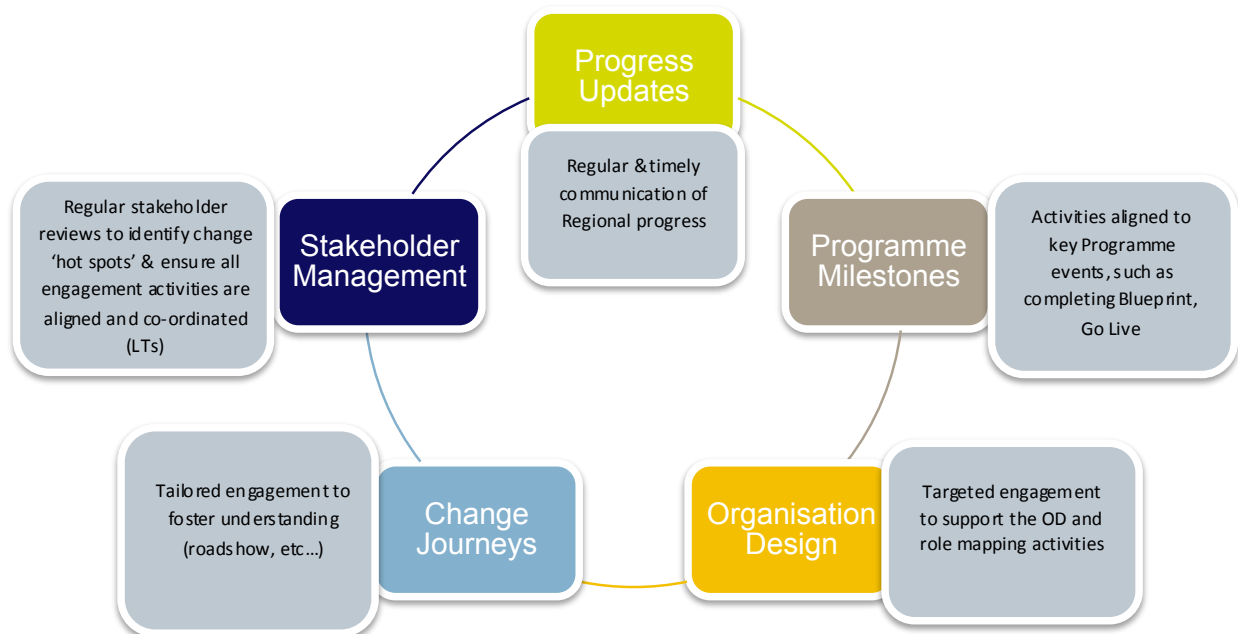 Progress
Updates
Regular & timely
communication of
Regional progress
Programme
Milestones
Activities aligned to
key Programme
events, such as
completing Blueprint,
Go Live
Organisation
Design
Targeted engagement
to support the OD and
role mapping activities
Change
Journeys
Tailored engagement to
foster understanding
(roadshow, etc...)
Stakeholder
Management
Regular stakeholder
reviews to identify change
‘hot spots’ & ensure all
engagement activities are
aligned and co-ordinated
(LTs)